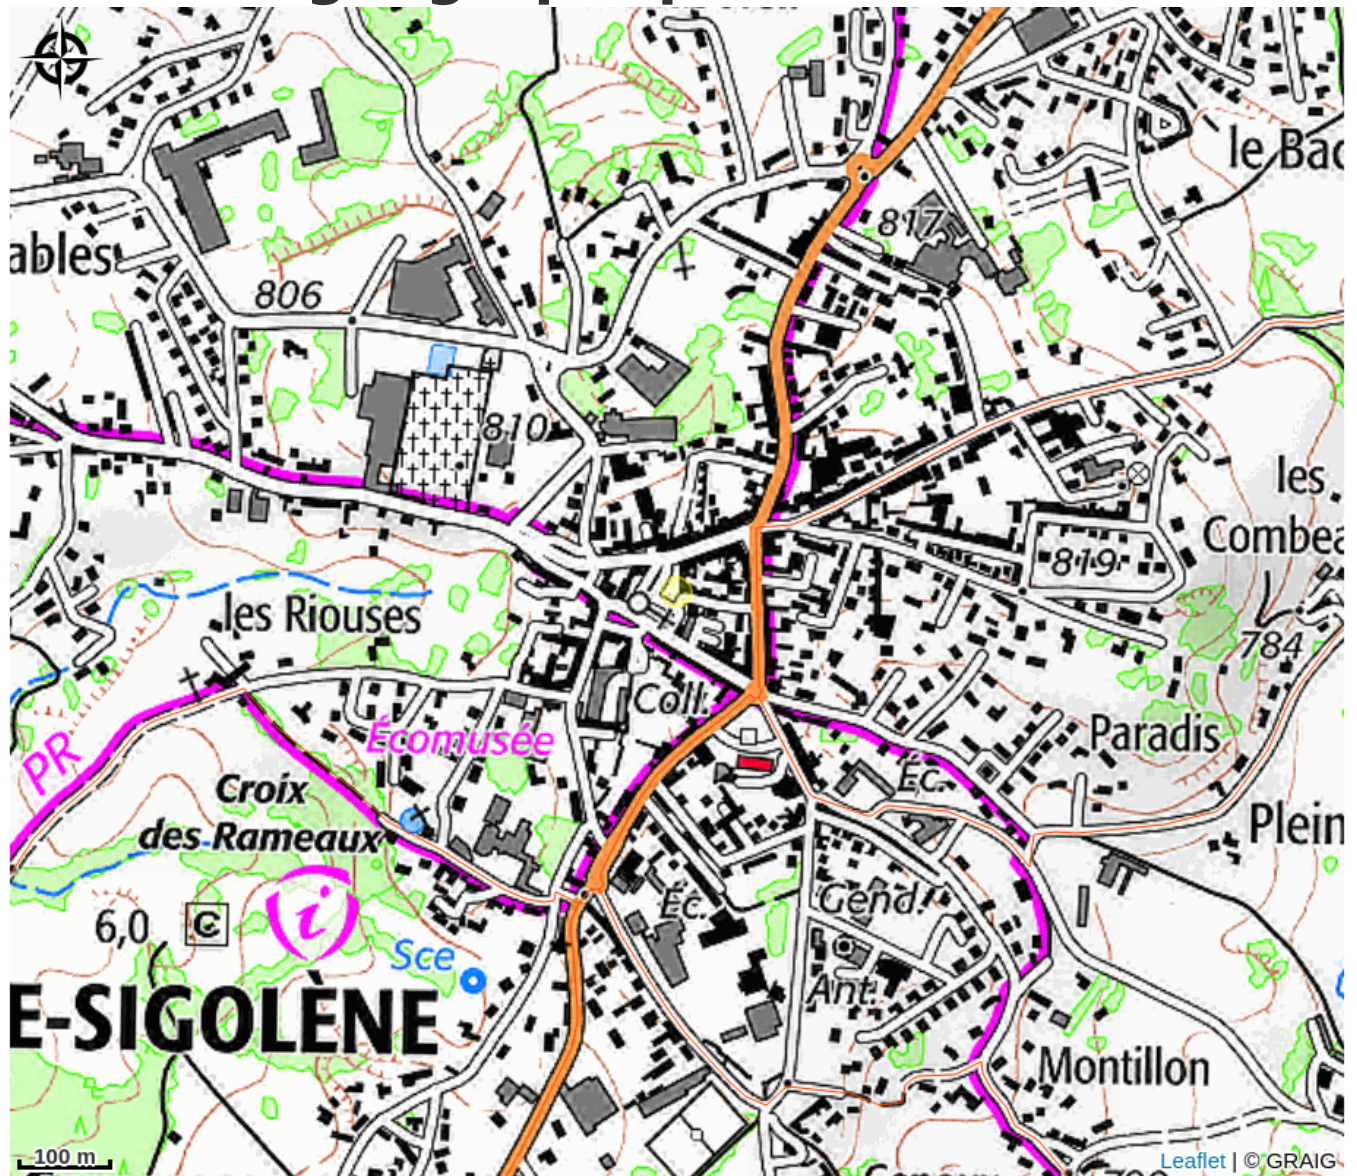 le Bac
817
ables
806
810
les
Combea
819
les Riouses
784
Coll.
Paradis
Écomusée
PR
Éc.
Croix
des Rameaux
Plein
Gend.
Éc.
i
6,0 C
Sce
Ant.
E-SIGOLÈNE
Montillon
100 m
Leaflet | © GRAIG